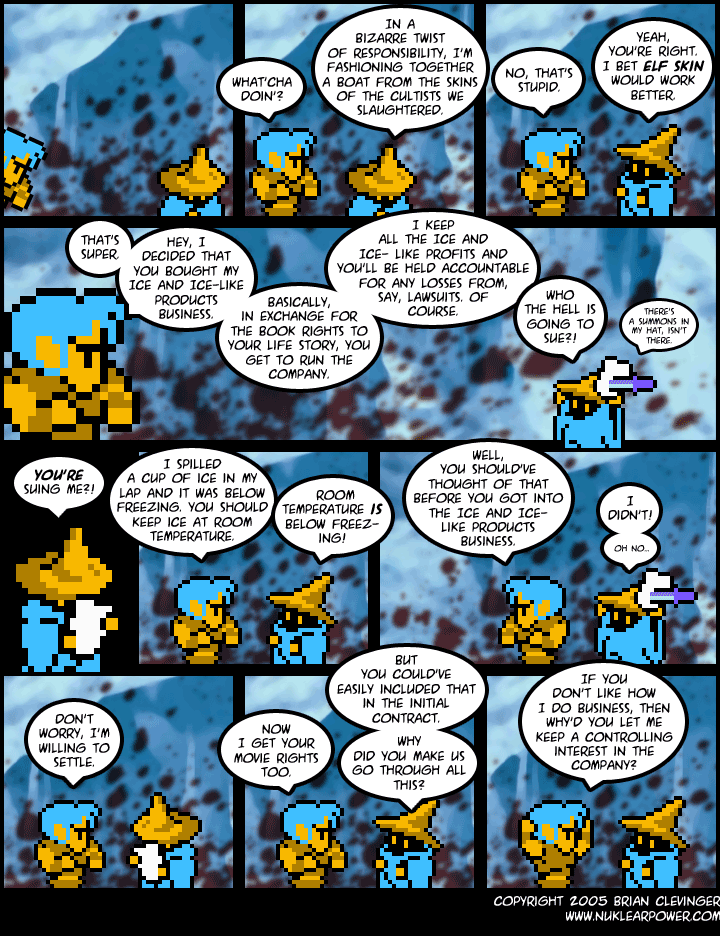 WHAT'CHA
DOIN'?
IN A
BIZARRE TWIST
OF RESPONSIBILITY, I'M
FASHIONING TOGETHER
A BOAT FROM THE SKINS
OF THE CULTISTS WE
SLAUGHTERED.
NO, THAT'S
STUPID.
YEAH,
YOU'RE RIGHT.
I BET ELF SKIN
WOULD WORK
BETTER.
THAT'S
SUPER.
HEY, I
DECIDED THAT
YOU BOUGHT MY
ICE AND ICE-LIKE
PRODUCTS
BUSINESS.
BASICALLY,
IN EXCHANGE FOR
THE BOOK RIGHTS TO
YOUR LIFE STORY, YOU
GET TO RUN THE
COMPANY.
I KEEP
ALL THE ICE AND
ICE- LIKE PROFITS AND
YOU'LL BE HELD ACCOUNTABLE
FOR ANY LOSSES FROM,
SAY, LAWSUITS. OF
COURSE.
WHO
THE HELL IS
GOING TO
SUE?!
THERE'S
A SUMMONS IN
MY HAT, ISN'T
THERE.
YOU'RE
SUING ME?!
I SPILLED
A CUP OF ICE IN MY
LAP AND IT WAS BELOW
FREEZING. YOU SHOULD
KEEP ICE AT ROOM
TEMPERATURE.
ROOM
TEMPERATURE IS
BELOW FREEZ-
ING!
WELL,
YOU SHOULD'VE
THOUGHT OF THAT
BEFORE YOU GOT INTO
THE ICE AND ICE-
LIKE PRODUCTS
BUSINESS.
I
DIDN'T!
OH NO...
DON'T
WORRY, I'M
WILLING TO
SETTLE.
NOW
I GET YOUR
MOVIE RIGHTS
TOO.
BUT
YOU COULD'VE
EASILY INCLUDED THAT
IN THE INITIAL
CONTRACT.
WHY
DID YOU MAKE US
GO THROUGH ALL
THIS?
IF YOU
DON'T LIKE HOW
I DO BUSINESS, THEN
WHY'D YOU LET ME
KEEP A CONTROLLING
INTEREST IN THE
COMPANY?
COPYRIGHT 2005 BRIAN CLEVINGER
WWW.NUKLEARPOWER.COM